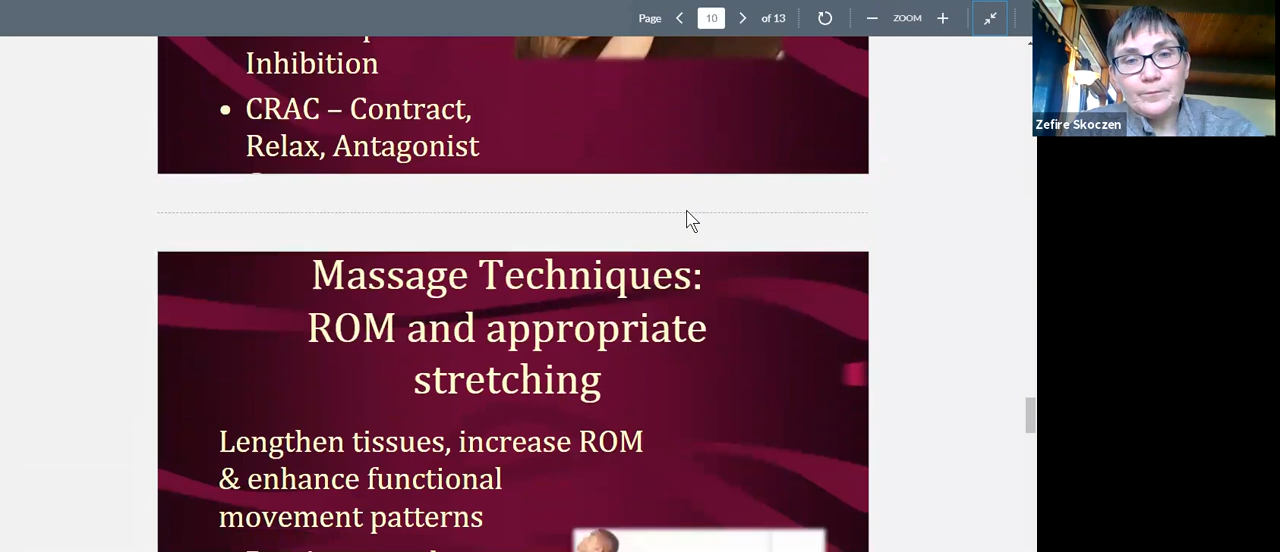 Page 10 of 13 ZOOM
Zefire Skoczen
Inhibition
• CRAC – Contract,
Relax, Antagonist
Massage Techniques:
ROM and appropriate
stretching
Lengthen tissues, increase ROM
& enhance functional
movement patterns